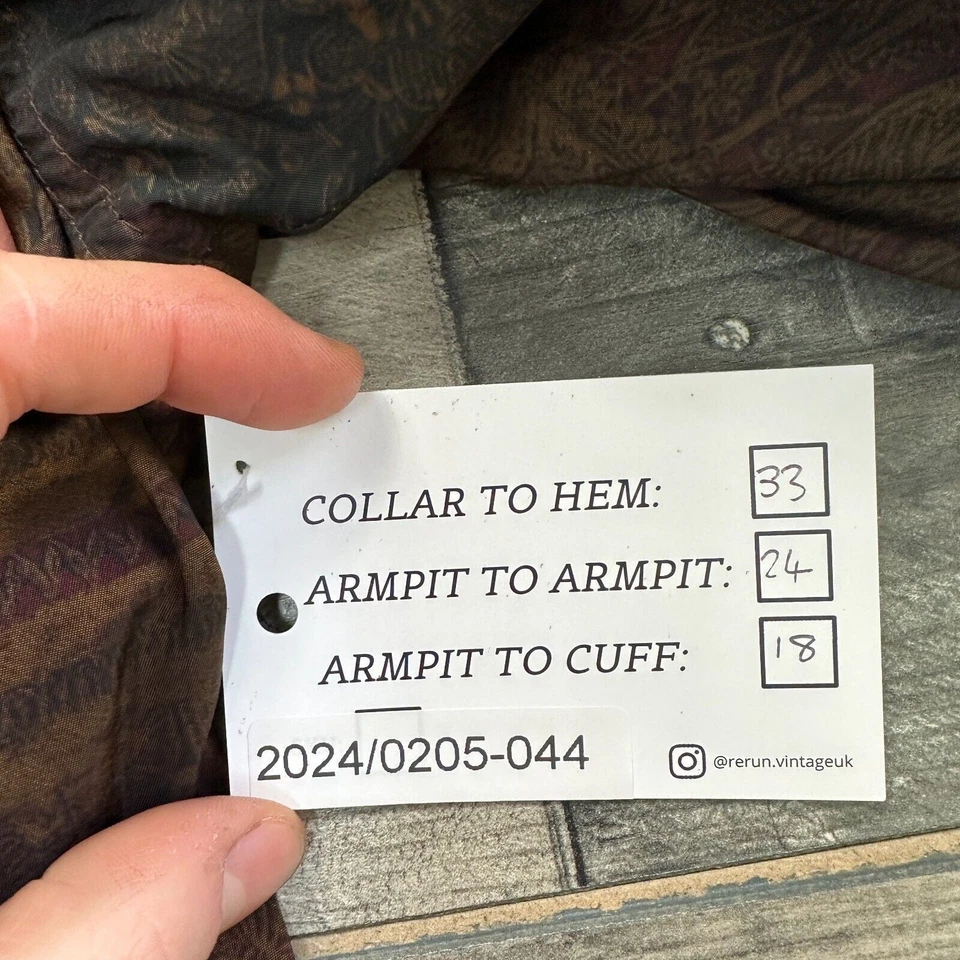 COLLAR TO HEM: 33
ARMPIT TO ARMPIT: 24
ARMPIT TO CUFF: 18
2024/0205-044
@rerun.vintageuk